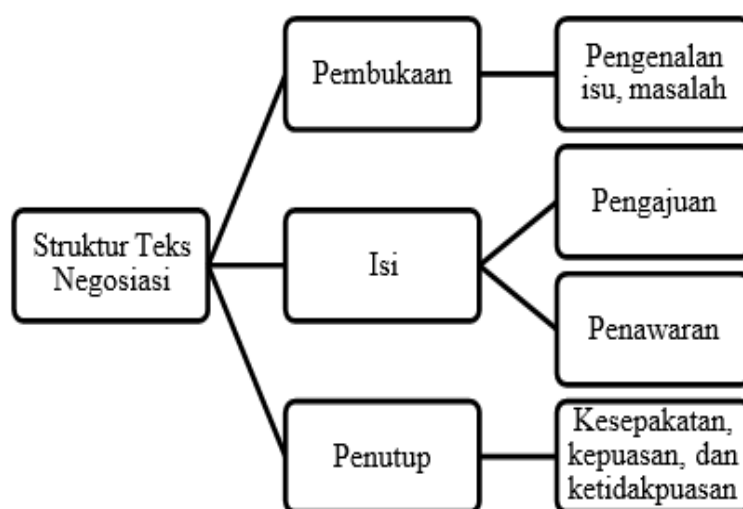 Struktur Teks
Negosiasi
Pembukaan
Pengenalan
isu, masalah
Isi
Pengajuan
Penawaran
Penutup
Kesepakatan,
kepuasan, dan
ketidakpuasan